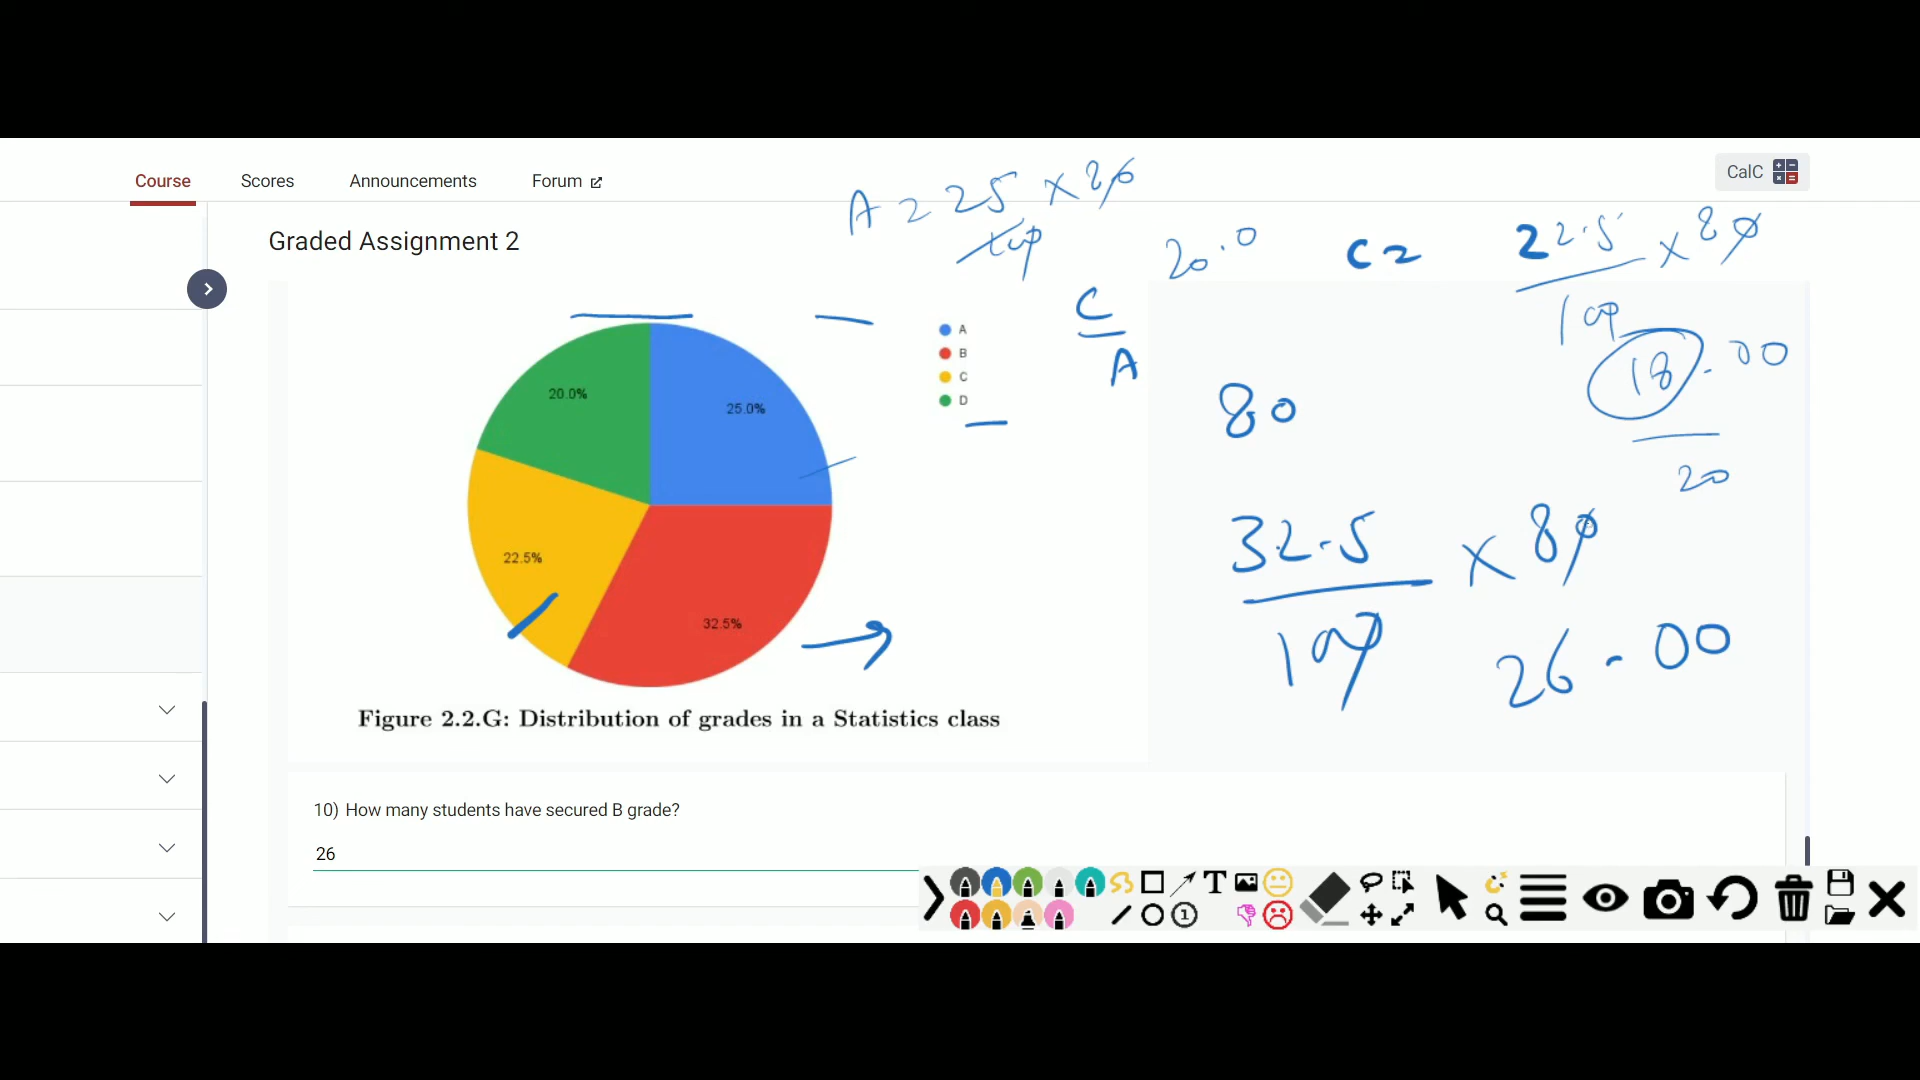 Course Scores Announcements Forum
CalC
Graded Assignment 2
A = 25 × 80
100
20.0
C = 22.5 × 80
100
18.00
20
C
A
A
B
C
D
20.0%
25.0%
22.5%
32.5%
80
32.5 × 80
100
26.00
Figure 2.2.G: Distribution of grades in a Statistics class
10) How many students have secured B grade?
26
T
1